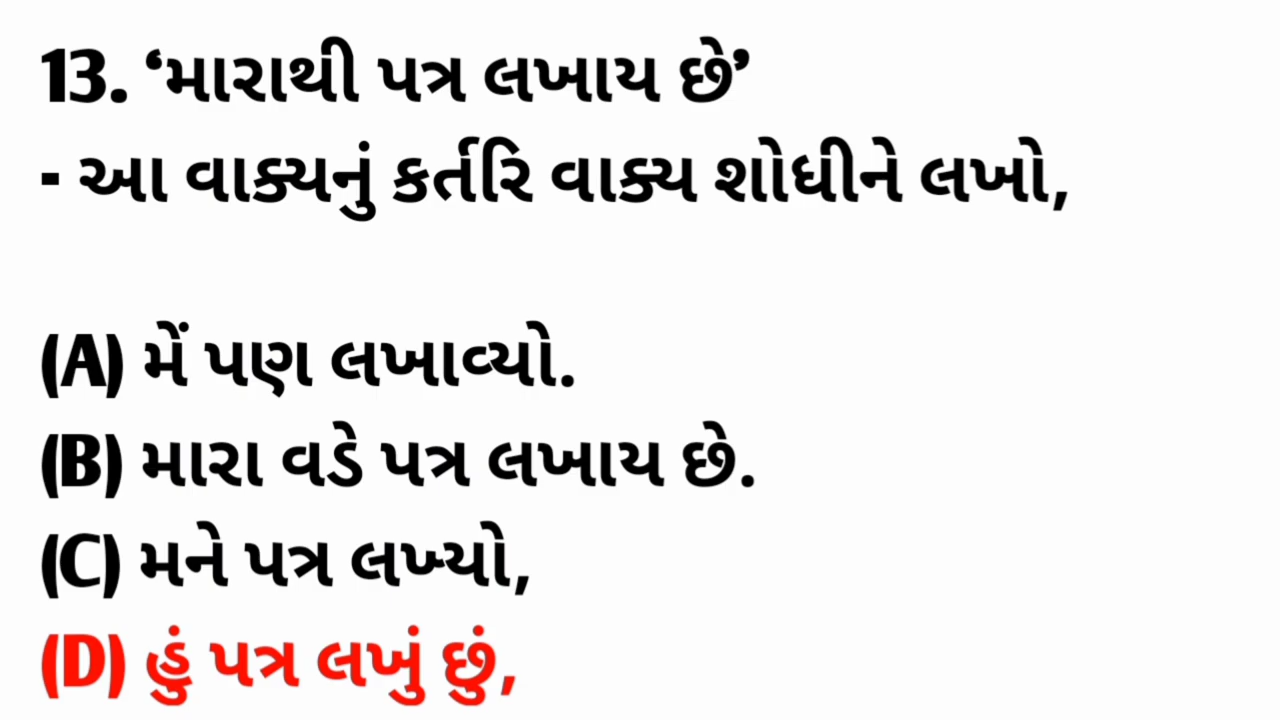 13. ‘મારાથી પત્ર લખાય છે’
- આ વાક્યનું કર્તરિ વાક્ય શોધીને લખો,
(A) મેં પણ લખાવ્યો.
(B) મારા વડે પત્ર લખાય છે.
(C) મને પત્ર લખ્યો,
(D) હું પત્ર લખું છું,